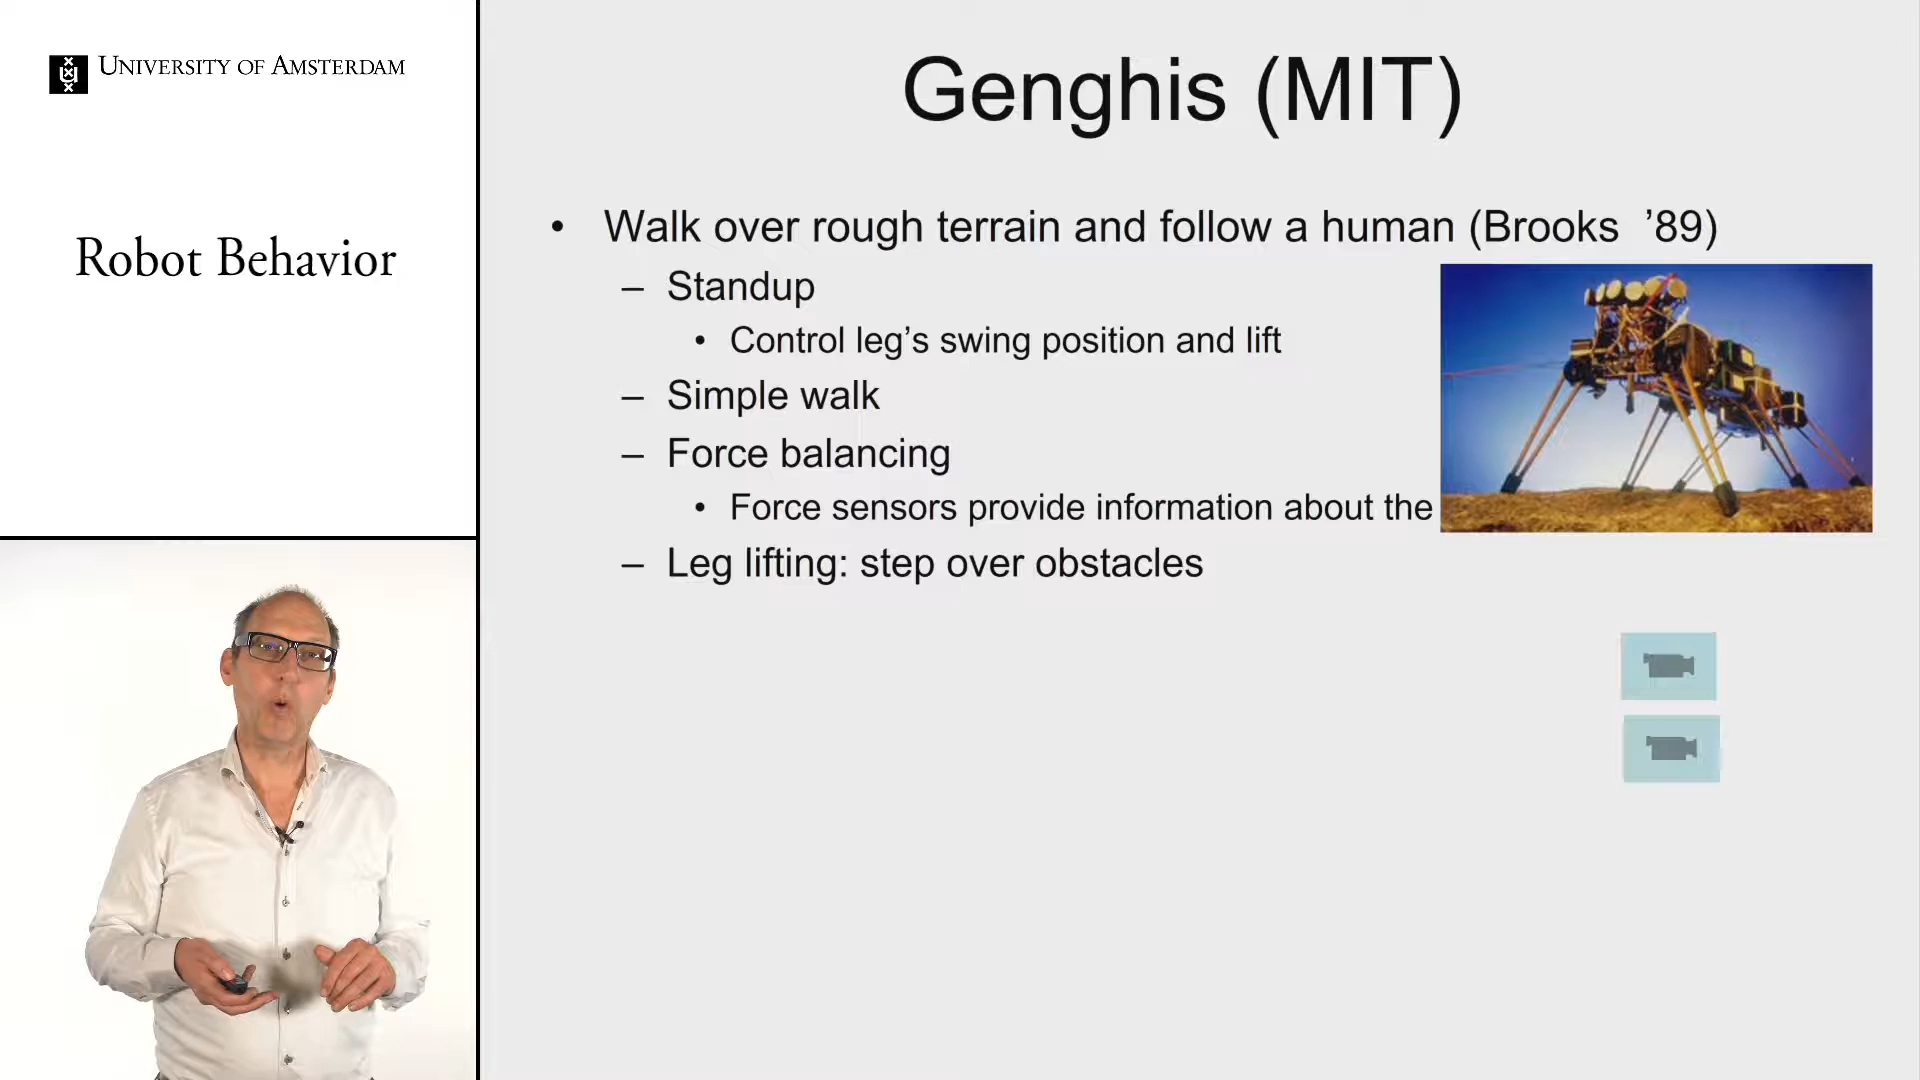 UNIVERSITY OF AMSTERDAM
Robot Behavior
Genghis (MIT)
• Walk over rough terrain and follow a human (Brooks ’89)
– Standup
• Control leg’s swing position and lift
– Simple walk
– Force balancing
• Force sensors provide information about the
– Leg lifting: step over obstacles